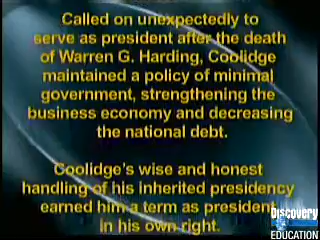 Called on unexpectedly to
serve as president after the death
of Warren G. Harding, Coolidge
maintained a policy of minimal
government, strengthening the
business economy and decreasing
the national debt.
Coolidge's wise and honest
handling of his inherited presidency
earned him a term as president
in his own right.
Discovery
EDUCATION